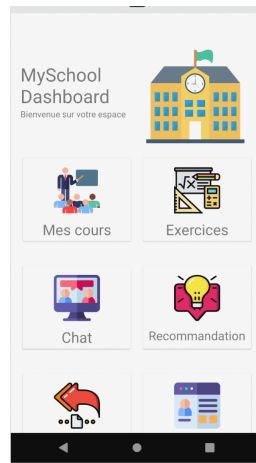 MySchool
Dashboard
Bienvenue sur votre espace
Mes cours
Exercices
Chat
Recommandation